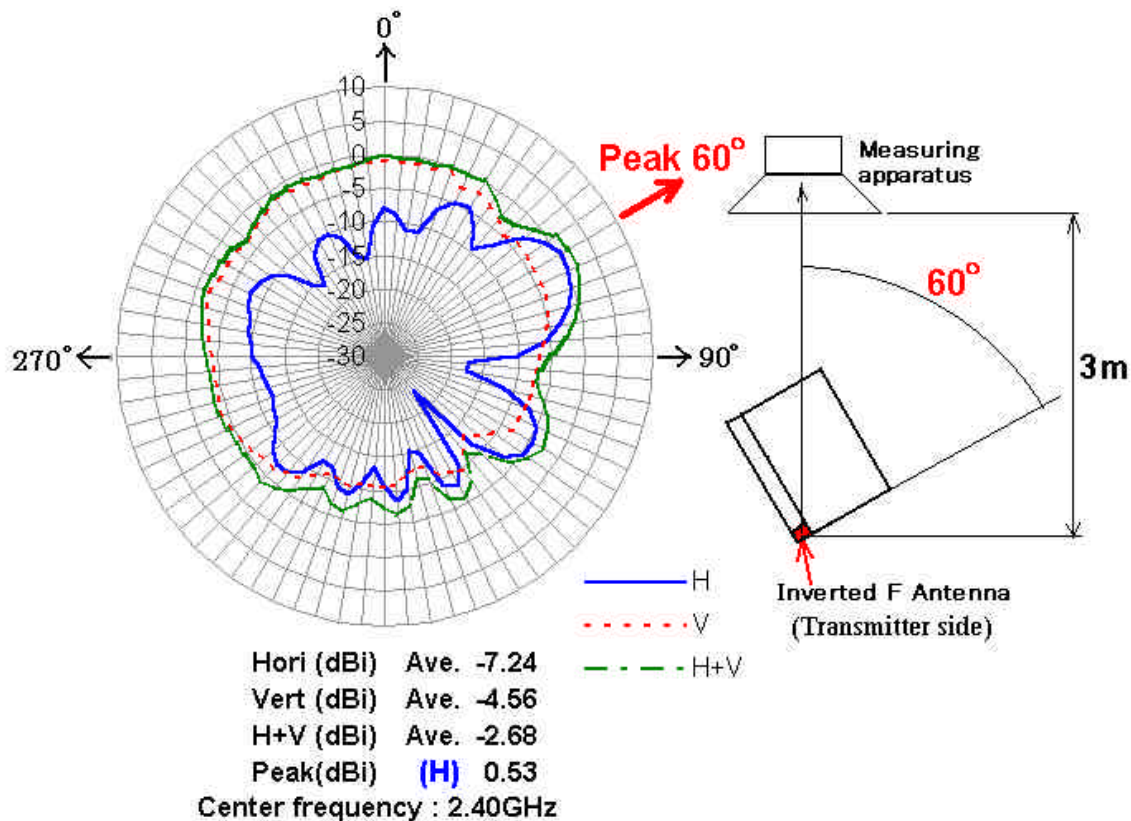 0°
10
5
0
-5
-10
-15
-20
-25
-30
270°
90°
Peak 60°
Measuring
apparatus
60°
3m
Inverted F Antenna
(Transmitter side)
H
V
H+V
Hori (dBi) Ave. -7.24
Vert (dBi) Ave. -4.56
H+V (dBi) Ave. -2.68
Peak(dBi) (H) 0.53
Center frequency : 2.40GHz